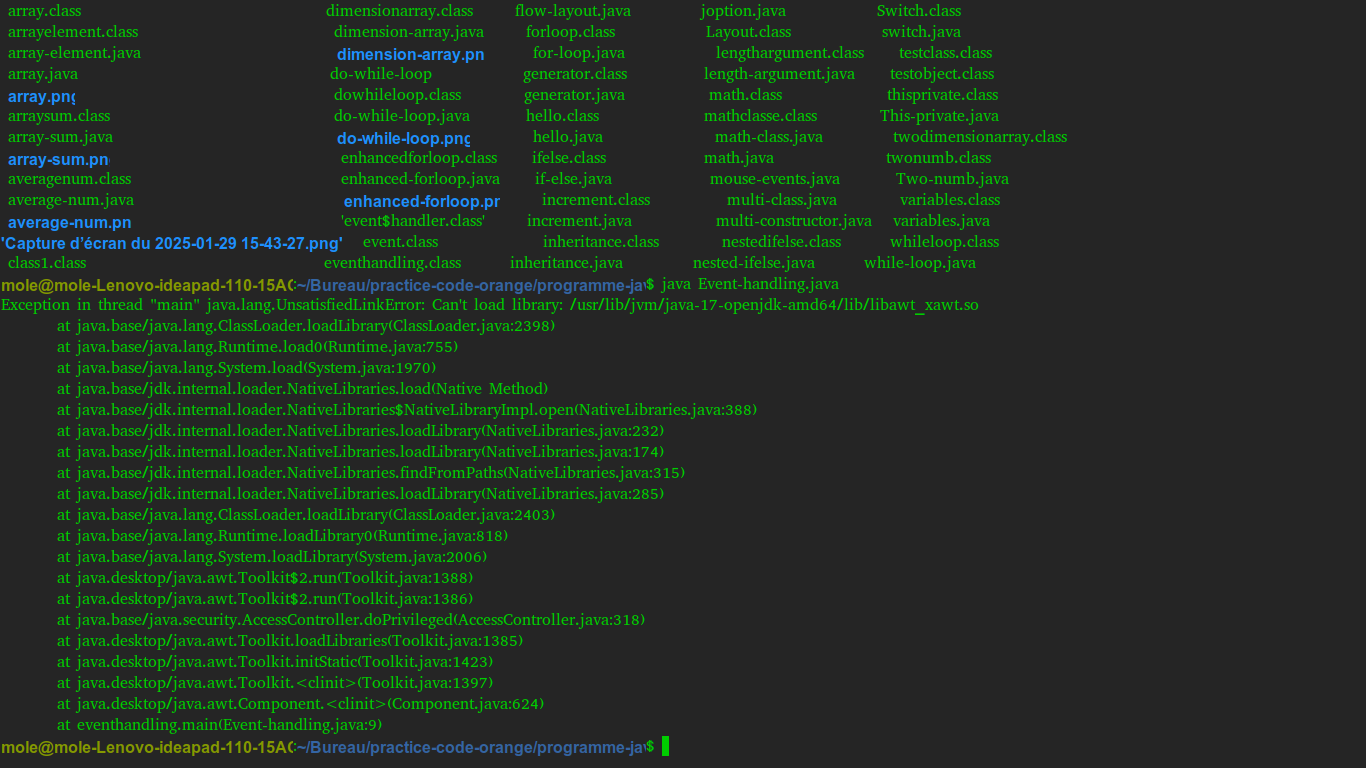 array.class dimensionarray.class flow-layout.java joption.java Switch.class
arrayelement.class dimension-array.java forloop.class Layout.class switch.java
array-element.java dimension-array.pn for-loop.java lengthargument.class testclass.class
array.java do-while-loop generator.class length-argument.java testobject.class
array.png dowhileloop.class generator.java math.class thisprivate.class
arraysum.class do-while-loop.java hello.class mathclasse.class This-private.java
array-sum.java do-while-loop.png hello.java math-class.java twodimensionarray.class
array-sum.pn enhancedforloop.class ifelse.class math.java twonumb.class
averagenum.class enhanced-forloop.java if-else.java mouse-events.java Two-numb.java
average-num.java enhanced-forloop.pr increment.class multi-class.java variables.class
average-num.pn 'event$handler.class' increment.java multi-constructor.java variables.java
'Capture d’écran du 2025-01-29 15-43-27.png' event.class inheritance.class nestedifelse.class whileloop.class
class1.class eventhandling.class inheritance.java nested-ifelse.java while-loop.java
mole@mole-Lenovo-ideapad-110-15AC:~/Bureau/practice-code-orange/programme-ja$ java Event-handling.java
Exception in thread "main" java.lang.UnsatisfiedLinkError: Can't load library: /usr/lib/jvm/java-17-openjdk-amd64/lib/libawt_xawt.so
at java.base/java.lang.ClassLoader.loadLibrary(ClassLoader.java:2398)
at java.base/java.lang.Runtime.load0(Runtime.java:755)
at java.base/java.lang.System.load(System.java:1970)
at java.base/jdk.internal.loader.NativeLibraries.load(Native Method)
at java.base/jdk.internal.loader.NativeLibraries$NativeLibraryImpl.open(NativeLibraries.java:388)
at java.base/jdk.internal.loader.NativeLibraries.loadLibrary(NativeLibraries.java:232)
at java.base/jdk.internal.loader.NativeLibraries.loadLibrary(NativeLibraries.java:174)
at java.base/jdk.internal.loader.NativeLibraries.findFromPaths(NativeLibraries.java:315)
at java.base/jdk.internal.loader.NativeLibraries.loadLibrary(NativeLibraries.java:285)
at java.base/java.lang.ClassLoader.loadLibrary(ClassLoader.java:2403)
at java.base/java.lang.Runtime.loadLibrary0(Runtime.java:818)
at java.base/java.lang.System.loadLibrary(System.java:2006)
at java.desktop/java.awt.Toolkit$2.run(Toolkit.java:1388)
at java.desktop/java.awt.Toolkit$2.run(Toolkit.java:1386)
at java.base/java.security.AccessController.doPrivileged(AccessController.java:318)
at java.desktop/java.awt.Toolkit.loadLibraries(Toolkit.java:1385)
at java.desktop/java.awt.Toolkit.initStatic(Toolkit.java:1423)
at java.desktop/java.awt.Toolkit.<clinit>(Toolkit.java:1397)
at java.desktop/java.awt.Component.<clinit>(Component.java:624)
at eventhandling.main(Event-handling.java:9)
mole@mole-Lenovo-ideapad-110-15AC:~/Bureau/practice-code-orange/programme-ja$